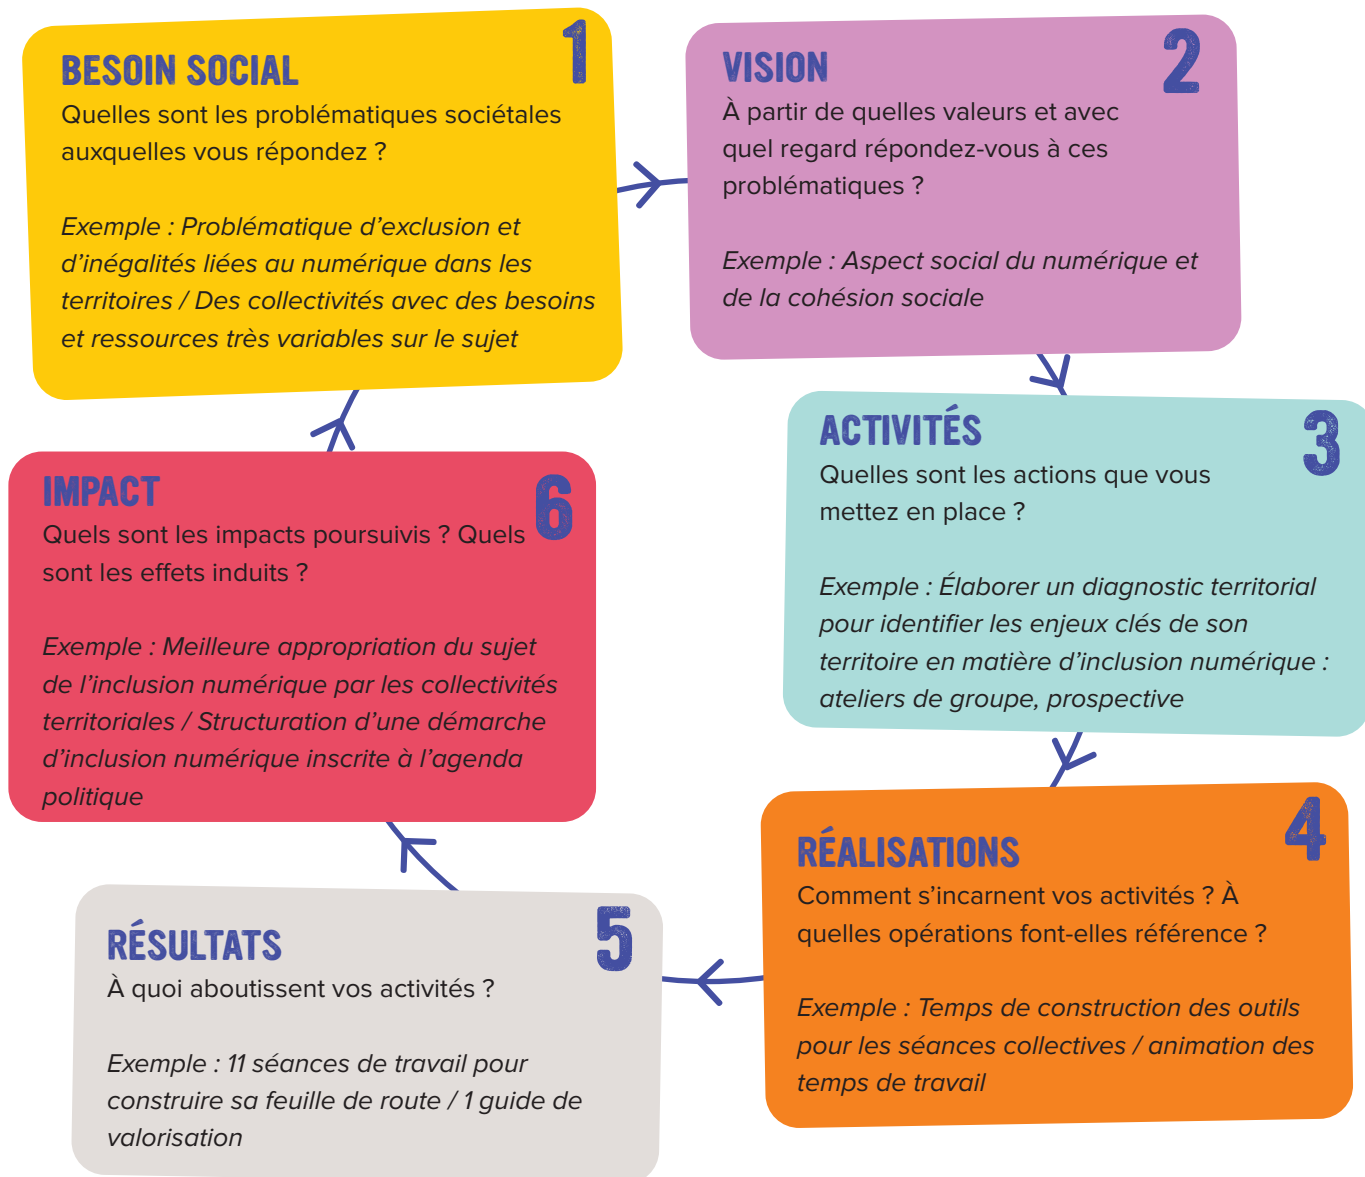 1
BESOIN SOCIAL
Quelles sont les problématiques sociétales
auxquelles vous répondez ?
Exemple : Problématique d'exclusion et
d'inégalités liées au numérique dans les
territoires / Des collectivités avec des besoins
et ressources très variables sur le sujet
2
VISION
À partir de quelles valeurs et avec
quel regard répondez-vous à ces
problématiques ?
Exemple : Aspect social du numérique et
de la cohésion sociale
3
ACTIVITÉS
Quelles sont les actions que vous
mettez en place ?
Exemple : Élaborer un diagnostic territorial
pour identifier les enjeux clés de son
territoire en matière d'inclusion numérique :
ateliers de groupe, prospective
4
RÉALISATIONS
Comment s'incarnent vos activités ? À
quelles opérations font-elles référence ?
Exemple : Temps de construction des outils
pour les séances collectives / animation des
temps de travail
5
RÉSULTATS
À quoi aboutissent vos activités ?
Exemple : 11 séances de travail pour
construire sa feuille de route / 1 guide de
valorisation
6
IMPACT
Quels sont les impacts poursuivis ? Quels
sont les effets induits ?
Exemple : Meilleure appropriation du sujet
de l'inclusion numérique par les collectivités
territoriales / Structuration d'une démarche
d'inclusion numérique inscrite à l'agenda
politique